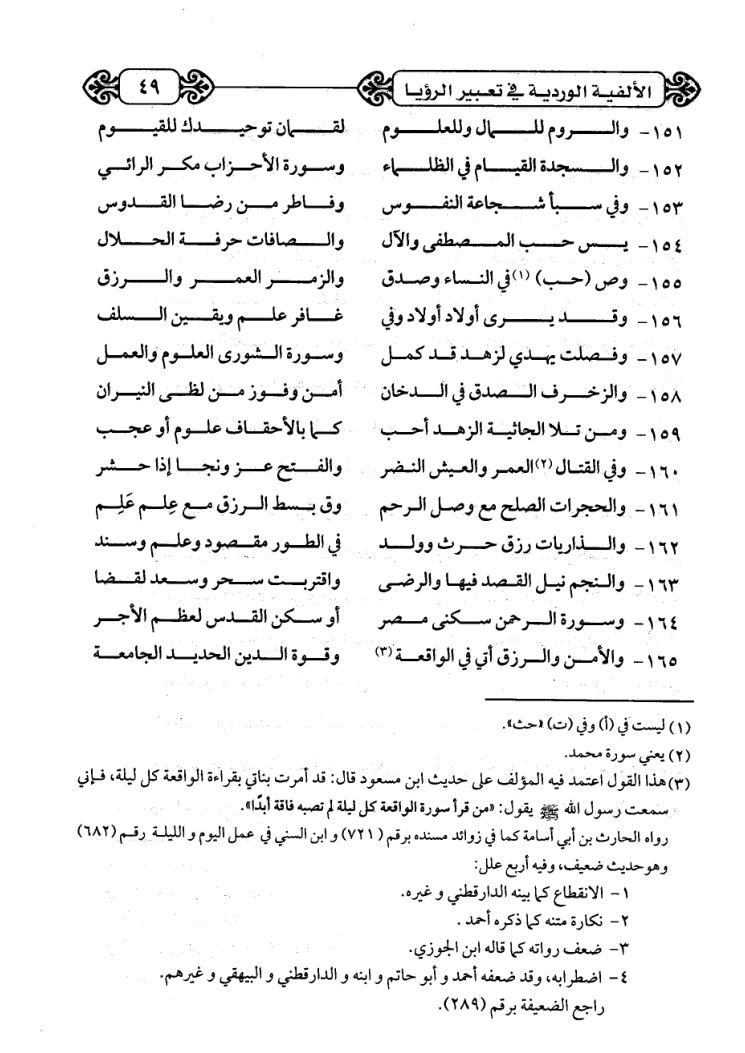 الألفية الوردية في تعبير الرؤيا ٤٩
١٥١- والروم للمال وللعلوم لقمان توحيدك للقيوم
١٥٢- والسجدة القيام في الظلماء وسورة الأحزاب مكر الرائي
١٥٣- وفي سبأ شجاعة النفوس وفاطر من رضا القدوس
١٥٤- يس حب المصطفى والآل والصافات حرفة الحلال
١٥٥- وص (حب) (١) في النساء وصدق والزمر العمر والرزق
١٥٦- وقد يرى أولاد أولاد وفي غافر علم ويقين السلف
١٥٧- وفصلت يهدي لزهد قد كمل وسورة الشورى العلوم والعمل
١٥٨- والزخرف الصدق في الدخان أمن وفوز من لظى النيران
١٥٩- ومن تلا الجاثية الزهد أحب كما بالأحقاف علوم أو عجب
١٦٠- وفي القتال (٢) العمر والعيش النضر والفتح عز ونجا إذا حشر
١٦١- والحجرات الصلح مع وصل الرحم وق بسط الرزق مع عِلم عَلِم
١٦٢- والذاريات رزق حرث وولد في الطور مقصود وعلم وسند
١٦٣- والنجم نيل القصد فيها والرضى واقتربت سحر وسعد لقضا
١٦٤- وسورة الرحمن سكنى مصر أو سكن القدس لعظم الأجر
١٦٥- والأمن والرزق أتي في الواقعة (٣) وقوة الدين الحديد الجامعة
(١) ليست في (أ) وفي (ت) «حث».
(٢) يعني سورة محمد.
(٣) هذا القول اعتمد فيه المؤلف على حديث ابن مسعود قال: قد أمرت بناتي بقراءة الواقعة كل ليلة، فإني
سمعت رسول الله ﷺ يقول: «من قرأ سورة الواقعة كل ليلة لم تصبه فاقة أبدًا».
رواه الحارث بن أبي أسامة كما في زوائد مسنده برقم (٧٢١) و ابن السني في عمل اليوم و الليلة رقم (٦٨٢)
وهو حديث ضعيف، وفيه أربع علل:
١- الانقطاع كما بينه الدارقطني و غيره.
٢- نكارة متنه كما ذكره أحمد .
٣- ضعف رواته كما قاله ابن الجوزي.
٤- اضطرابه، وقد ضعفه أحمد و أبو حاتم و ابنه و الدارقطني و البيهقي و غيرهم.
راجع الضعيفة برقم (٢٨٩).